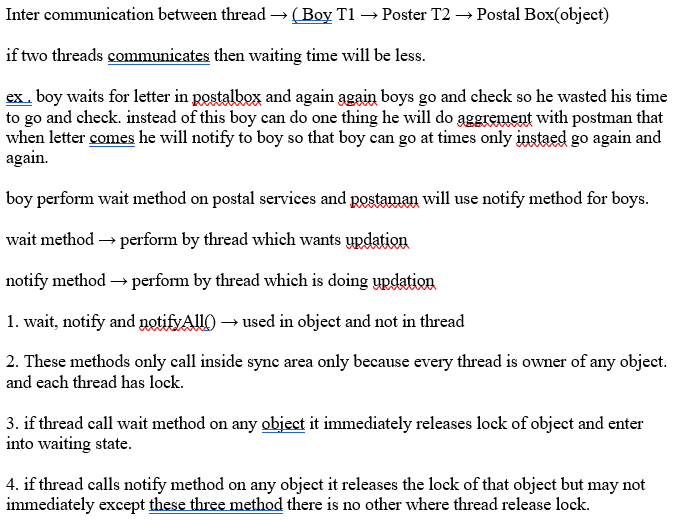 Inter communication between thread → ( Boy T1 → Poster T2 → Postal Box(object)
if two threads communicates then waiting time will be less.
ex . boy waits for letter in postalbox and again again boys go and check so he wasted his time
to go and check. instead of this boy can do one thing he will do aggrement with postman that
when letter comes he will notify to boy so that boy can go at times only instaed go again and
again.
boy perform wait method on postal services and postaman will use notify method for boys.
wait method → perform by thread which wants updation
notify method → perform by thread which is doing updation
1. wait, notify and notifyAll() → used in object and not in thread
2. These methods only call inside sync area only because every thread is owner of any object.
and each thread has lock.
3. if thread call wait method on any object it immediately releases lock of object and enter
into waiting state.
4. if thread calls notify method on any object it releases the lock of that object but may not
immediately except these three method there is no other where thread release lock.